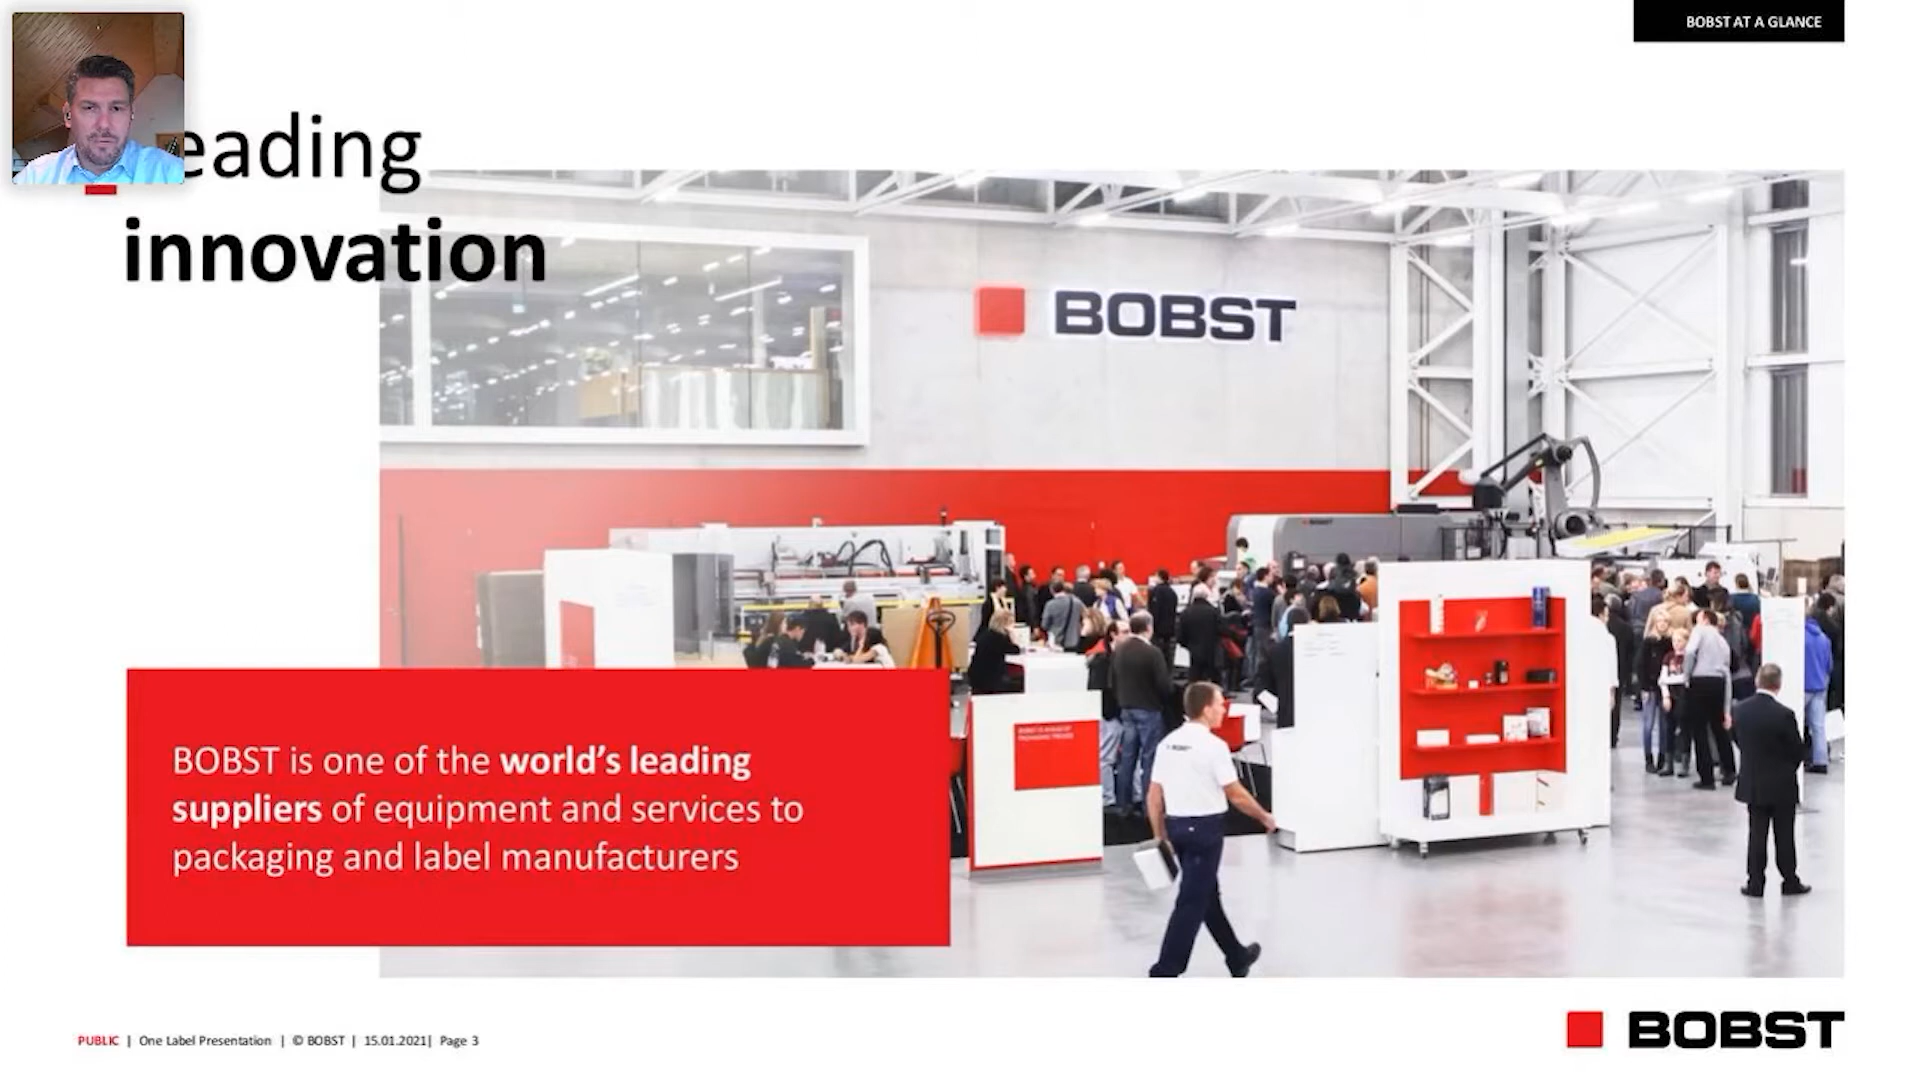 BOBST AT A GLANCE
eading
innovation
BOBST
BOBST
BOBST is one of the world's leading
suppliers of equipment and services to
packaging and label manufacturers
PUBLIC | One Label Presentation | © BOBST | 15.01.2021| Page 3
BOBST